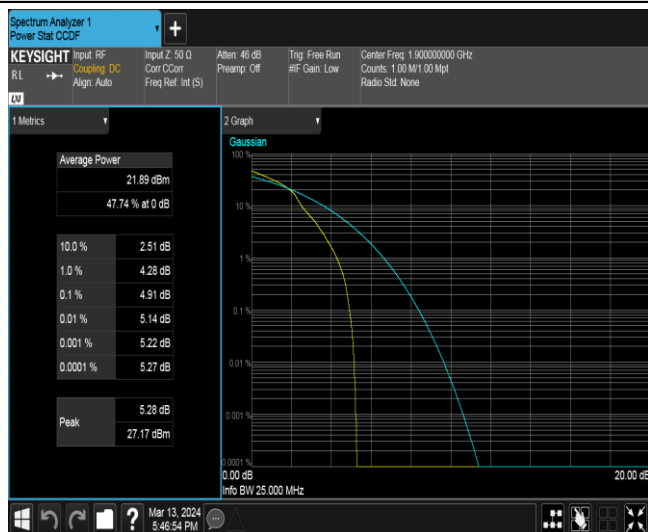 Spectrum Analyzer 1
Power Stat CCDF
KEYSIGHT
RL
Input: RF
Coupling: DC
Align: Auto
Input Z: 50 Ω
Corr CCorr
Freq Ref: Int (S)
Atten: 46 dB
Preamp: Off
Trig: Free Run
#IF Gain: Low
Center Freq: 1.900000000 GHz
Counts: 1.00 M/1.00 Mpt
Radio Std: None
LXI
1 Metrics
Average Power
21.89 dBm
47.74 % at 0 dB
10.0 % 2.51 dB
1.0 % 4.28 dB
0.1 % 4.91 dB
0.01 % 5.14 dB
0.001 % 5.22 dB
0.0001 % 5.27 dB
Peak
5.28 dB
27.17 dBm
2 Graph
Gaussian
100 %
10 %
1 %
0.1 %
0.01 %
0.001 %
0.0001 %
0.00 dB
20.00 dB
Info BW 25.000 MHz
?
Mar 13, 2024
5:46:54 PM